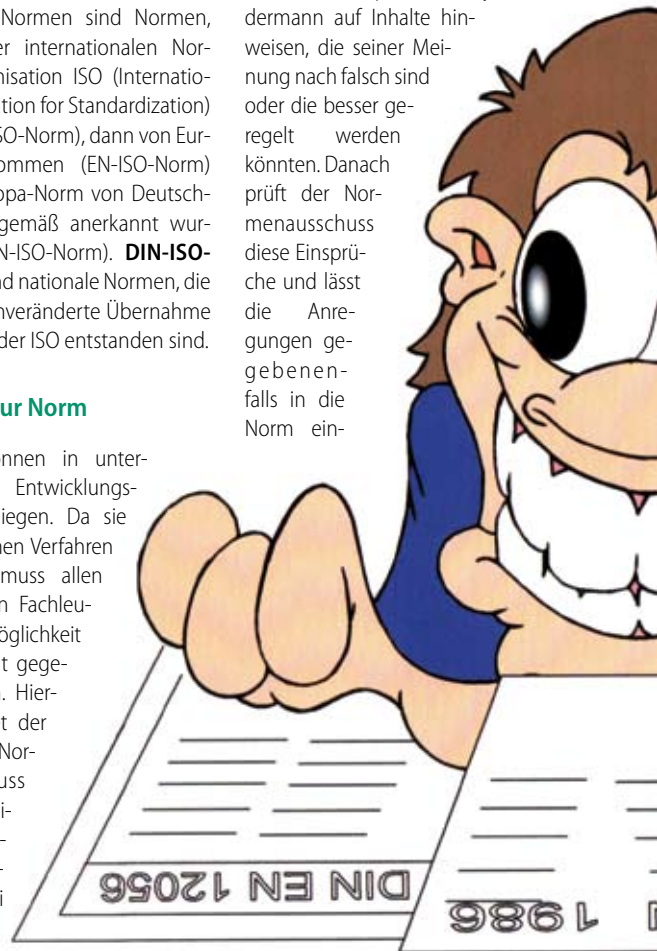 Normen sind Normen,
er internationalen Nor-
nisation ISO (Internatio-
tion for Standardization)
SO-Norm), dann von Eur-
ommen (EN-ISO-Norm)
opa-Norm von Deutsch-
gemäß anerkannt wur-
N-ISO-Norm). DIN-ISO-
nd nationale Normen, die
nveränderte Übernahme
der ISO entstanden sind.
ur Norm
nnen in unter-
Entwicklungs-
iegen. Da sie
nen Verfahren
muss allen
n Fachleu-
öglichkeit
t gege-
. Hier-
t der
Nor-
uss
i-
-
-
i
dermann auf Inhalte hin-
weisen, die seiner Mei-
nung nach falsch sind
oder die besser ge-
regelt werden
könnten. Danach
prüft der Nor-
menausschuss
diese Einsprü-
che und lässt
die Anre-
gungen ge-
gebenen-
falls in die
Norm ein-
DIN EN 12056
1986